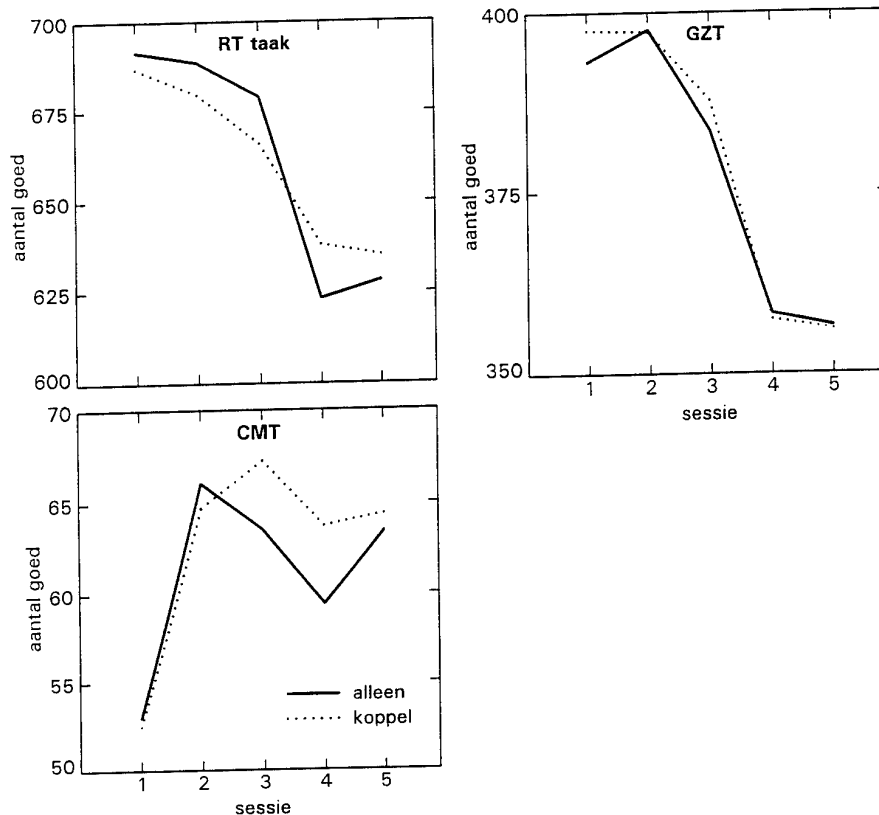 RT taak
700
675
650
625
600
aantal goed
GZT
400
375
350
aantal goed
1 2 3 4 5
sessie
CMT
70
65
60
55
50
aantal goed
alleen
koppel
1 2 3 4 5
sessie